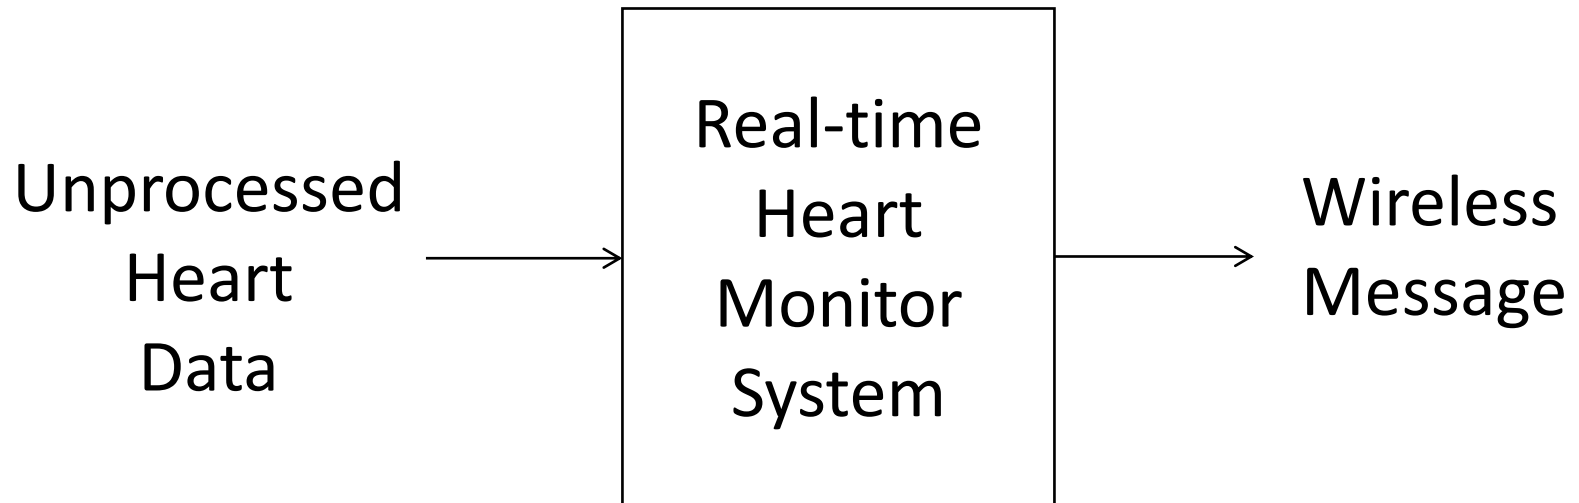 Unprocessed
Heart
Data
Real-time
Heart
Monitor
System
Wireless
Message